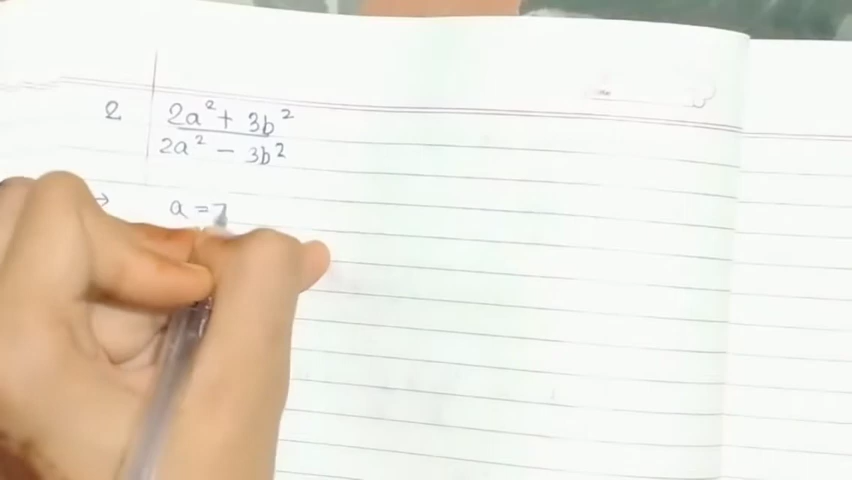 2 2a² + 3b²
2a² - 3b²
→ a = 7